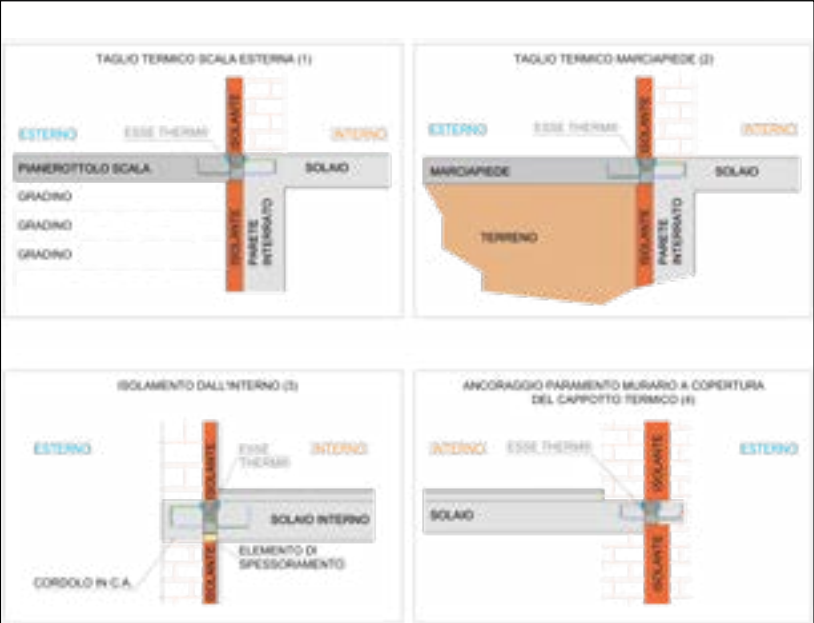 TAGLIO TERMICO SCALA ESTERNA (1)
ISOLANTE
ESTERNO
ESSE THERM®
INTERNO
PIANEROTTOLO SCALA
SOLAIO
GRADINO
GRADINO
GRADINO
ISOLANTE
PARETE
INTERRATO
TAGLIO TERMICO MARCIAPIEDE (2)
ISOLANTE
ESTERNO
ESSE THERM®
INTERNO
MARCIAPIEDE
SOLAIO
TERRENO
ISOLANTE
PARETE
INTERRATO
ISOLAMENTO DALL'INTERNO (3)
ISOLANTE
ESTERNO
ESSE
THERM®
INTERNO
SOLAIO INTERNO
ISOLANTE
ELEMENTO DI
SPESSORAMENTO
CORDOLO IN C.A.
ANCORAGGIO PARAMENTO MURARIO A COPERTURA
DEL CAPPOTTO TERMICO (4)
ISOLANTE
INTERNO
ESSE THERM®
ESTERNO
SOLAIO
ISOLANTE